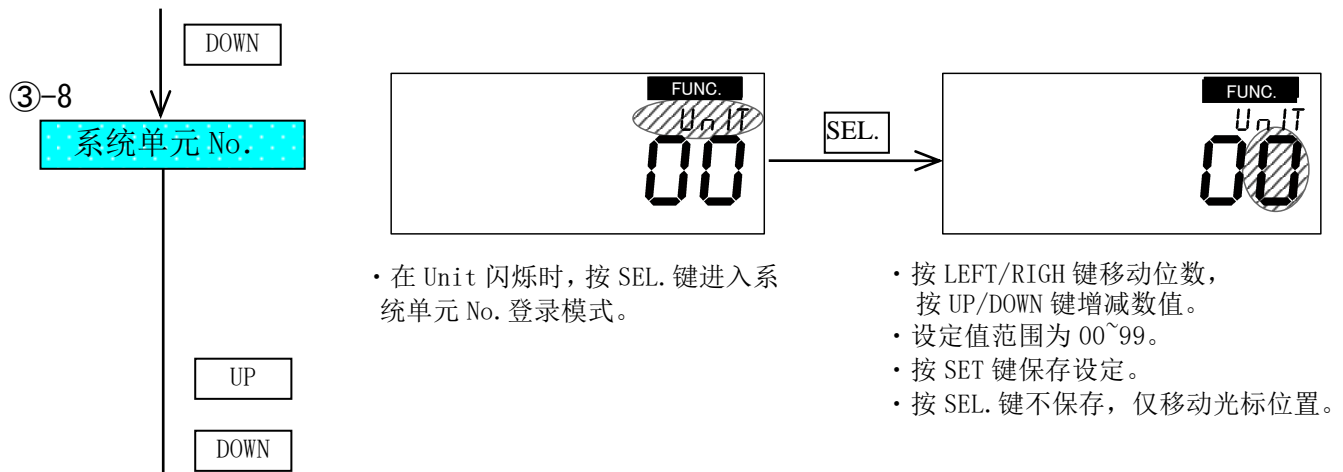 DOWN
③-8
系统单元 No.
FUNC.
UnIT
00
SEL.
FUNC.
UnIT
00
・在 Unit 闪烁时，按 SEL. 键进入系
统单元 No. 登录模式。
・按 LEFT/RIGH 键移动位数，
按 UP/DOWN 键增减数值。
・设定值范围为 00~99。
・按 SET 键保存设定。
・按 SEL. 键不保存，仅移动光标位置。
UP
DOWN